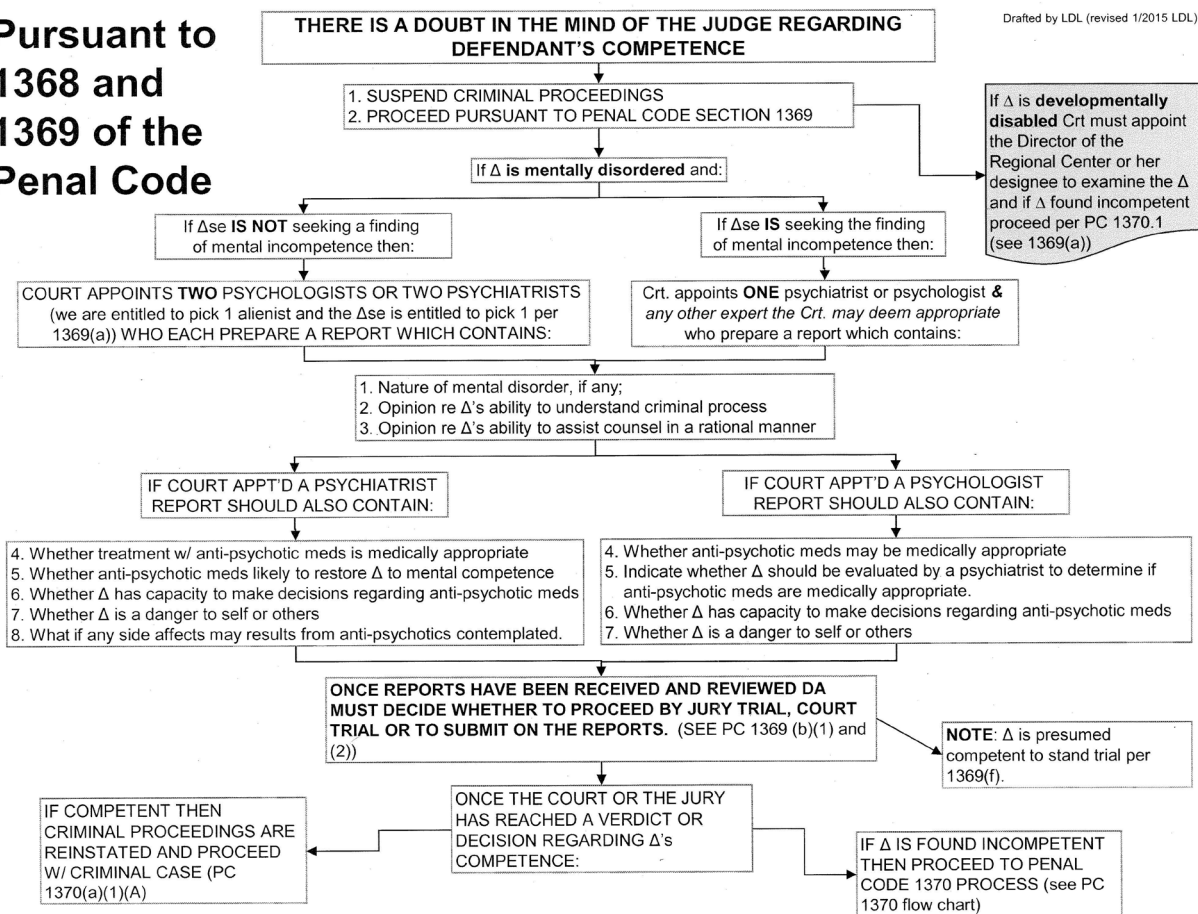 Pursuant to
1368 and
1369 of the
Penal Code
THERE IS A DOUBT IN THE MIND OF THE JUDGE REGARDING
DEFENDANT'S COMPETENCE
Drafted by LDL (revised 1/2015 LDL)
1. SUSPEND CRIMINAL PROCEEDINGS
2. PROCEED PURSUANT TO PENAL CODE SECTION 1369
If Δ is developmentally
disabled Crt must appoint
the Director of the
Regional Center or her
designee to examine the Δ
and if Δ found incompetent
proceed per PC 1370.1
(see 1369(a))
If Δ is mentally disordered and:
If Δse IS NOT seeking a finding
of mental incompetence then:
If Δse IS seeking the finding
of mental incompetence then:
COURT APPOINTS TWO PSYCHOLOGISTS OR TWO PSYCHIATRISTS
(we are entitled to pick 1 alienist and the Δse is entitled to pick 1 per
1369(a)) WHO EACH PREPARE A REPORT WHICH CONTAINS:
Crt. appoints ONE psychiatrist or psychologist &
any other expert the Crt. may deem appropriate
who prepare a report which contains:
1. Nature of mental disorder, if any;
2. Opinion re Δ's ability to understand criminal process
3. Opinion re Δ's ability to assist counsel in a rational manner
IF COURT APPT'D A PSYCHIATRIST
REPORT SHOULD ALSO CONTAIN:
IF COURT APPT'D A PSYCHOLOGIST
REPORT SHOULD ALSO CONTAIN:
4. Whether treatment w/ anti-psychotic meds is medically appropriate
5. Whether anti-psychotic meds likely to restore Δ to mental competence
6. Whether Δ has capacity to make decisions regarding anti-psychotic meds
7. Whether Δ is a danger to self or others
8. What if any side affects may results from anti-psychotics contemplated.
4. Whether anti-psychotic meds may be medically appropriate
5. Indicate whether Δ should be evaluated by a psychiatrist to determine if
anti-psychotic meds are medically appropriate.
6. Whether Δ has capacity to make decisions regarding anti-psychotic meds
7. Whether Δ is a danger to self or others
ONCE REPORTS HAVE BEEN RECEIVED AND REVIEWED DA
MUST DECIDE WHETHER TO PROCEED BY JURY TRIAL, COURT
TRIAL OR TO SUBMIT ON THE REPORTS. (SEE PC 1369 (b)(1) and
(2))
NOTE: Δ is presumed
competent to stand trial per
1369(f).
IF COMPETENT THEN
CRIMINAL PROCEEDINGS ARE
REINSTATED AND PROCEED
W/ CRIMINAL CASE (PC
1370(a)(1)(A)
ONCE THE COURT OR THE JURY
HAS REACHED A VERDICT OR
DECISION REGARDING Δ's
COMPETENCE:
IF Δ IS FOUND INCOMPETENT
THEN PROCEED TO PENAL
CODE 1370 PROCESS (see PC
1370 flow chart)